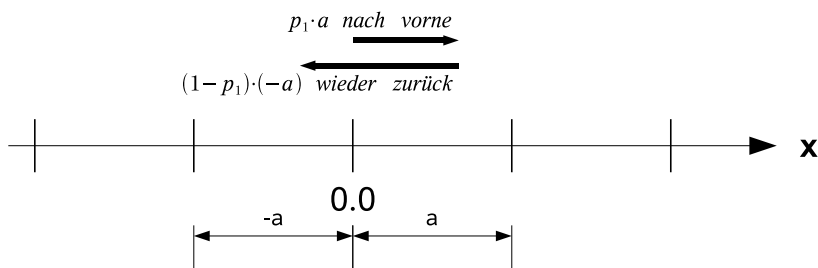 p₁·a nach vorne
(1−p₁)·(−a) wieder zurück
x
0.0
-a
a